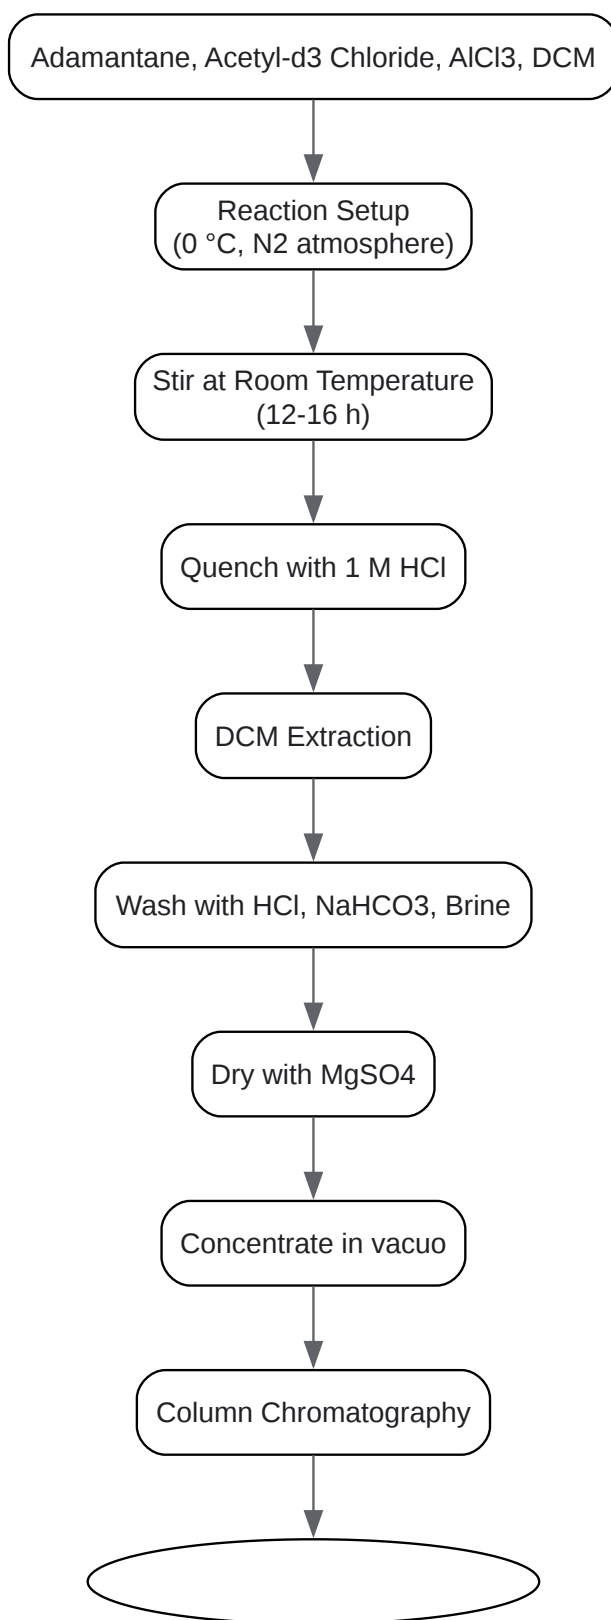 Adamantane, Acetyl-d3 Chloride, AlCl3, DCM
Reaction Setup
(0 °C, N2 atmosphere)
Stir at Room Temperature
(12-16 h)
Quench with 1 M HCl
DCM Extraction
Wash with HCl, NaHCO3, Brine
Dry with MgSO4
Concentrate in vacuo
Column Chromatography